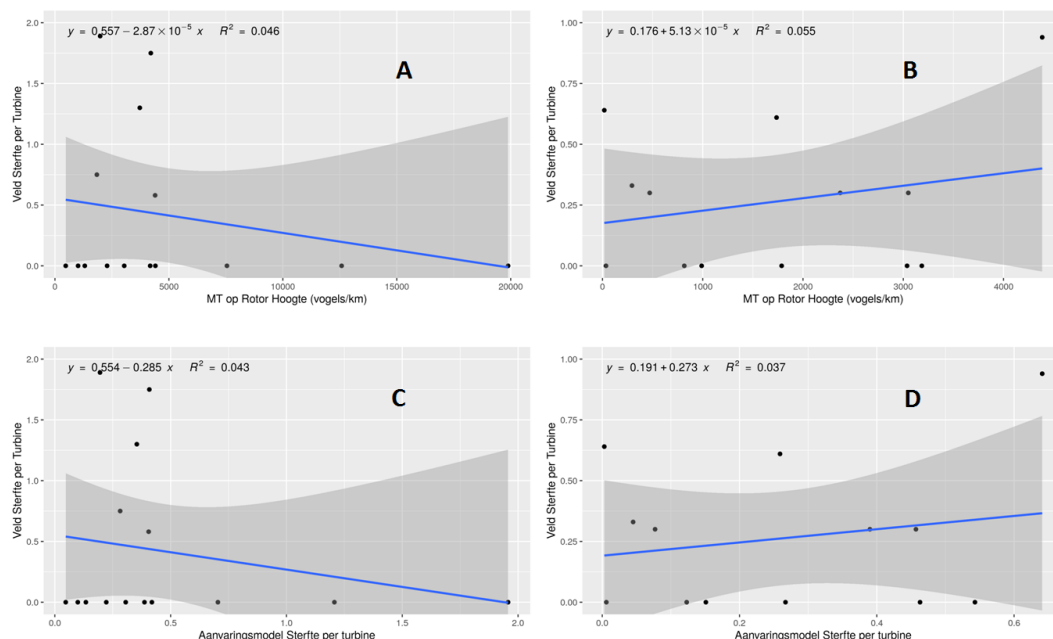 y = 0.557 − 2.87 × 10⁻⁵ x R² = 0.046
A
Veld Sterfte per Turbine
2.0
1.5
1.0
0.5
0.0
0 5000 10000 15000 20000
MT op Rotor Hoogte (vogels/km)
y = 0.176 + 5.13 × 10⁻⁵ x R² = 0.055
B
Veld Sterfte per Turbine
1.00
0.75
0.50
0.25
0.00
0 1000 2000 3000 4000
MT op Rotor Hoogte (vogels/km)
y = 0.554 − 0.285 x R² = 0.043
C
Veld Sterfte per Turbine
2.0
1.5
1.0
0.5
0.0
0.0 0.5 1.0 1.5 2.0
Aanvaringsmodel Sterfte per turbine
y = 0.191 + 0.273 x R² = 0.037
D
Veld Sterfte per Turbine
1.00
0.75
0.50
0.25
0.00
0.0 0.2 0.4 0.6
Aanvaringsmodel Sterfte per turbine